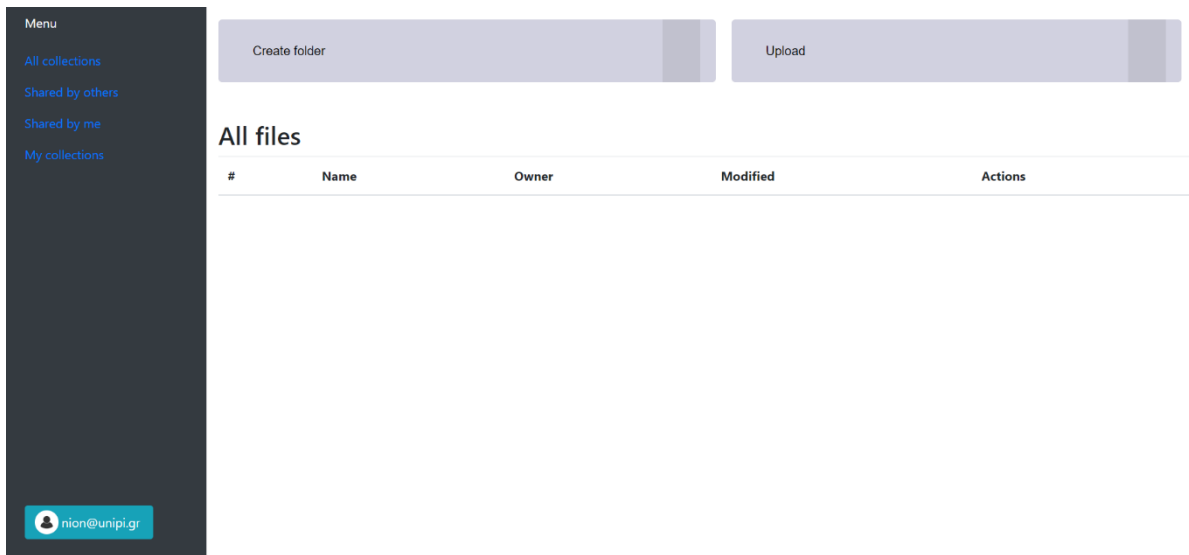 Menu
All collections
Shared by others
Shared by me
My collections
nion@unipi.gr
Create folder
Upload
All files
# Name Owner Modified Actions